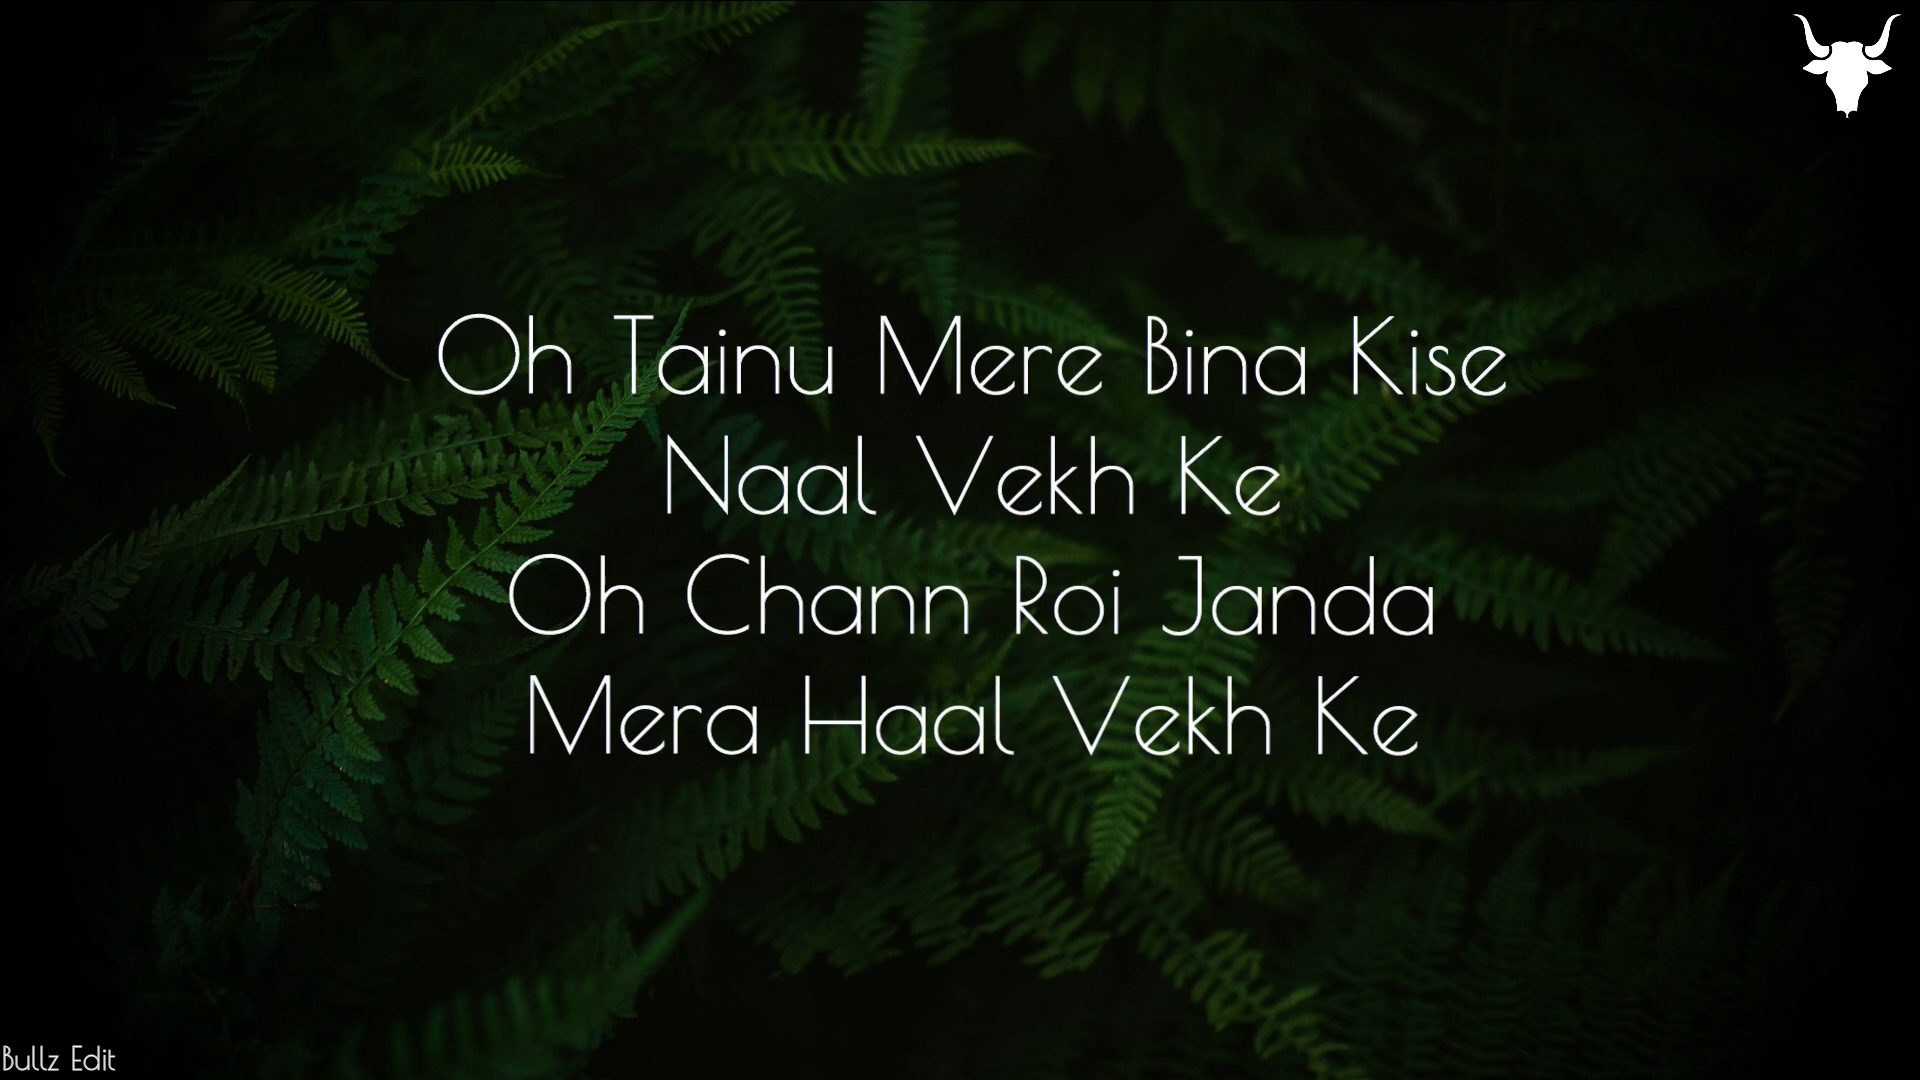 Oh Tainu Mere Bina Kise
Naal Vekh Ke
Oh Chann Roi Janda
Mera Haal Vekh Ke
Bullz Edit